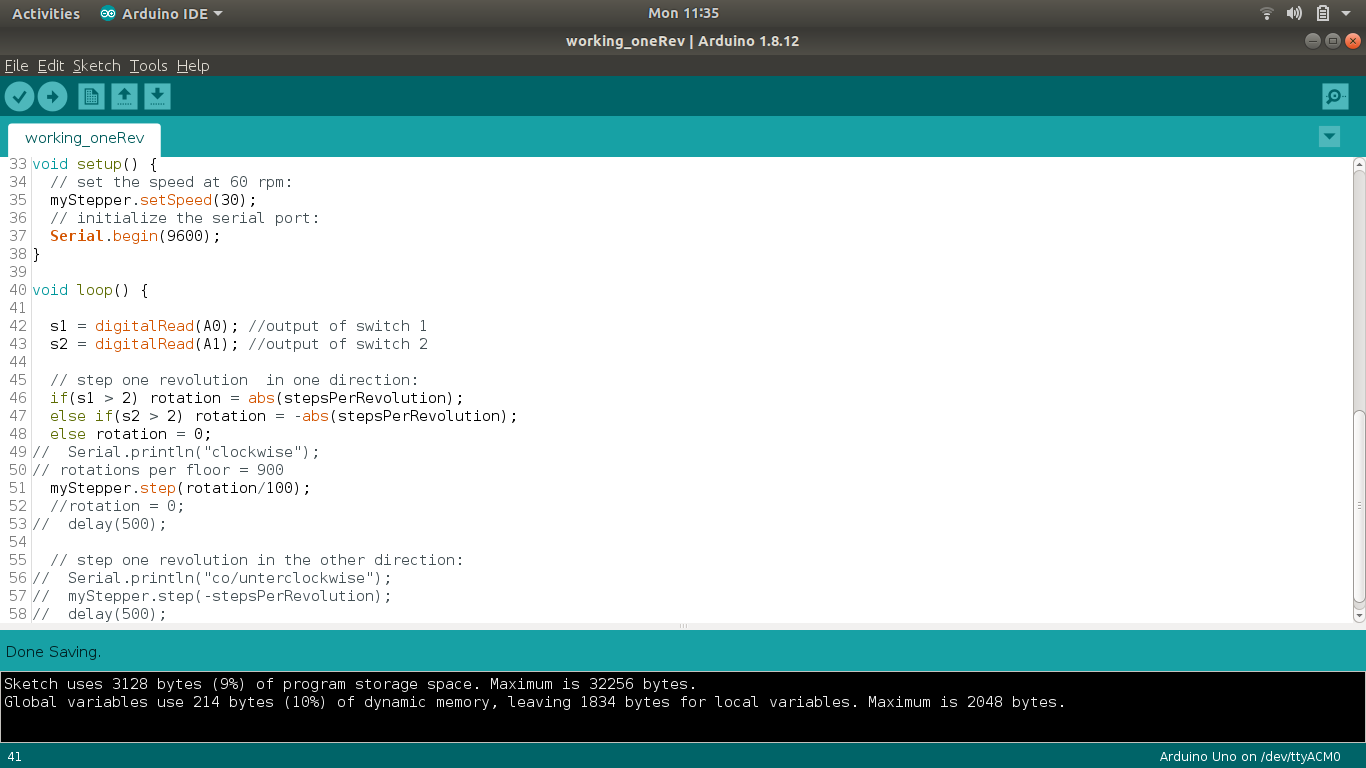 Activities Arduino IDE Mon 11:35
working_oneRev | Arduino 1.8.12
File Edit Sketch Tools Help
working_oneRev
33 void setup() {
34   // set the speed at 60 rpm:
35   myStepper.setSpeed(30);
36   // initialize the serial port:
37   Serial.begin(9600);
38 }
39
40 void loop() {
41
42   s1 = digitalRead(A0); //output of switch 1
43   s2 = digitalRead(A1); //output of switch 2
44
45   // step one revolution  in one direction:
46   if(s1 > 2) rotation = abs(stepsPerRevolution);
47   else if(s2 > 2) rotation = -abs(stepsPerRevolution);
48   else rotation = 0;
49 //  Serial.println("clockwise");
50 // rotations per floor = 900
51   myStepper.step(rotation/100);
52   //rotation = 0;
53 //  delay(500);
54
55   // step one revolution in the other direction:
56 //  Serial.println("co/unterclockwise");
57 //  myStepper.step(-stepsPerRevolution);
58 //  delay(500);
Done Saving.
Sketch uses 3128 bytes (9%) of program storage space. Maximum is 32256 bytes.
Global variables use 214 bytes (10%) of dynamic memory, leaving 1834 bytes for local variables. Maximum is 2048 bytes.
41 Arduino Uno on /dev/ttyACM0